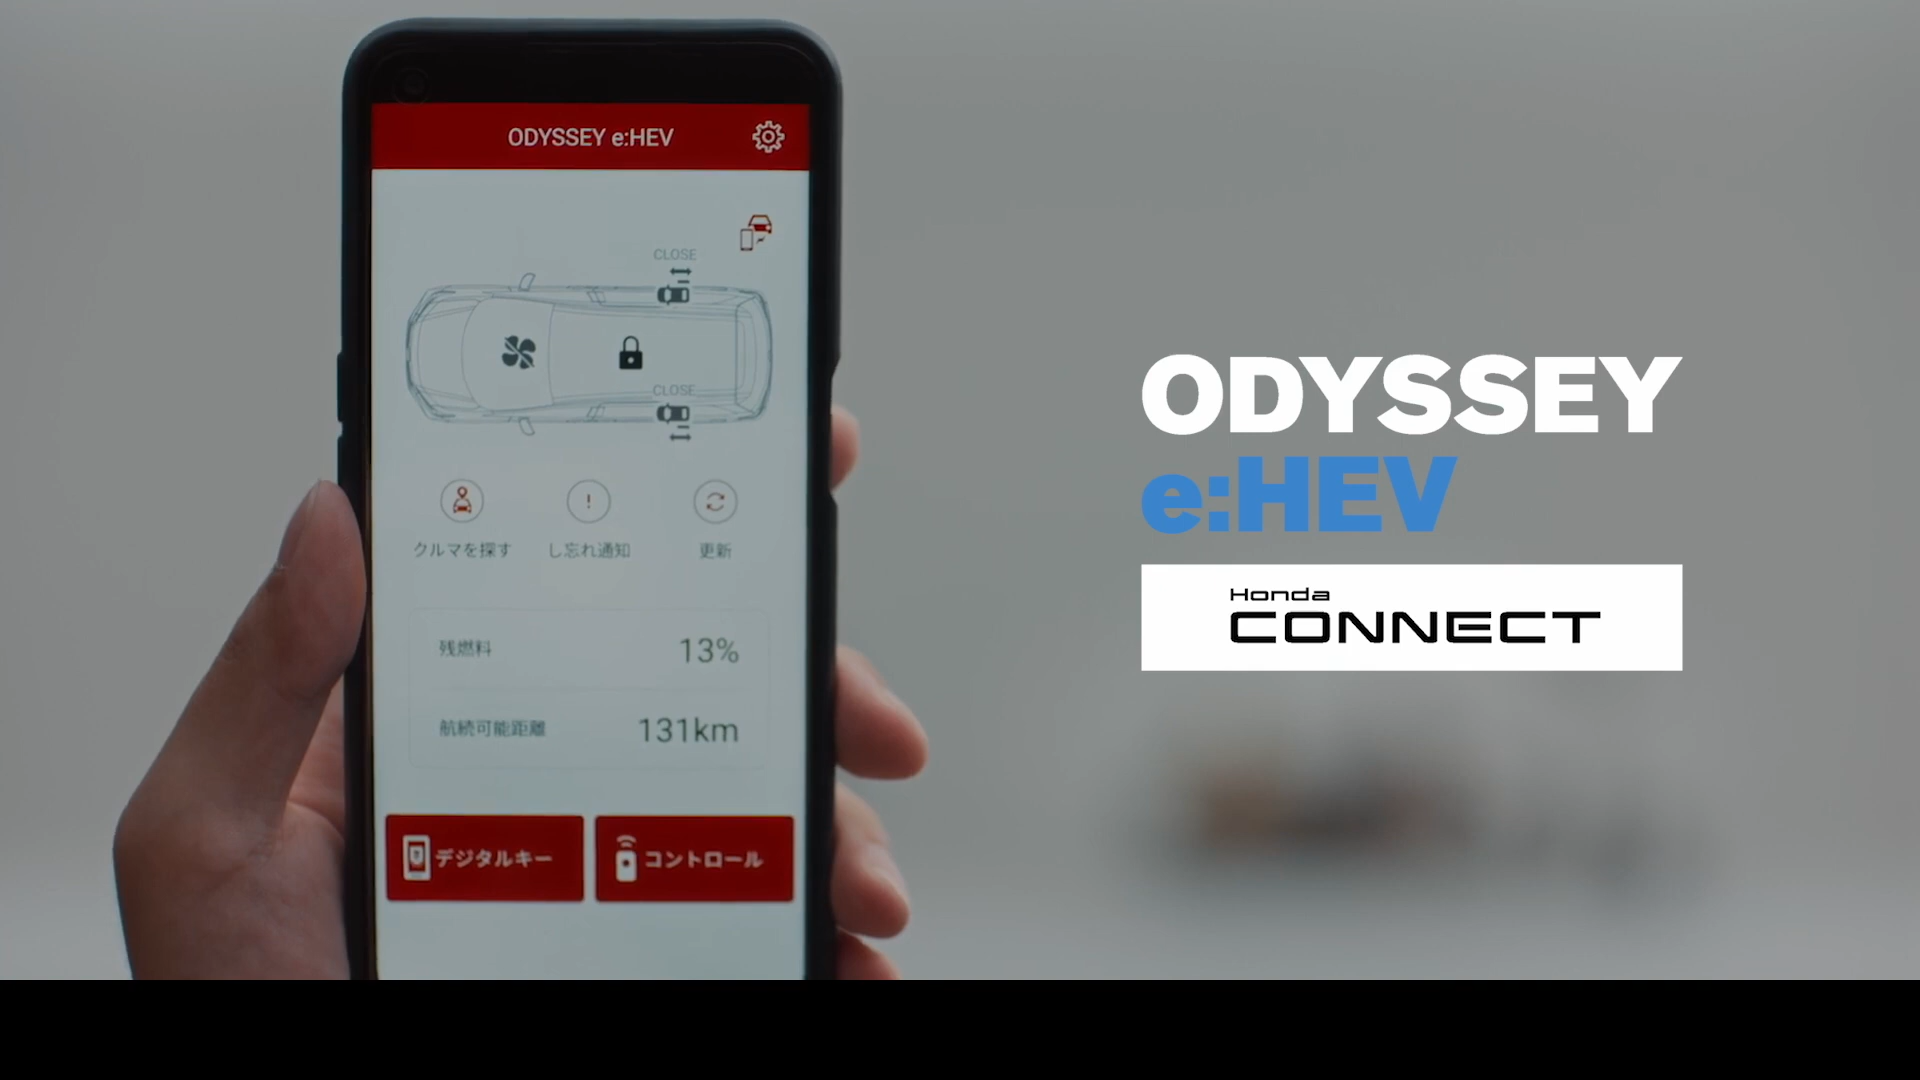 ODYSSEY e:HEV
CLOSE
CLOSE
クルマを探す
し忘れ通知
更新
残燃料 13%
航続可能距離 131km
デジタルキー
コントロール
ODYSSEY
e:HEV
Honda
CONNECT